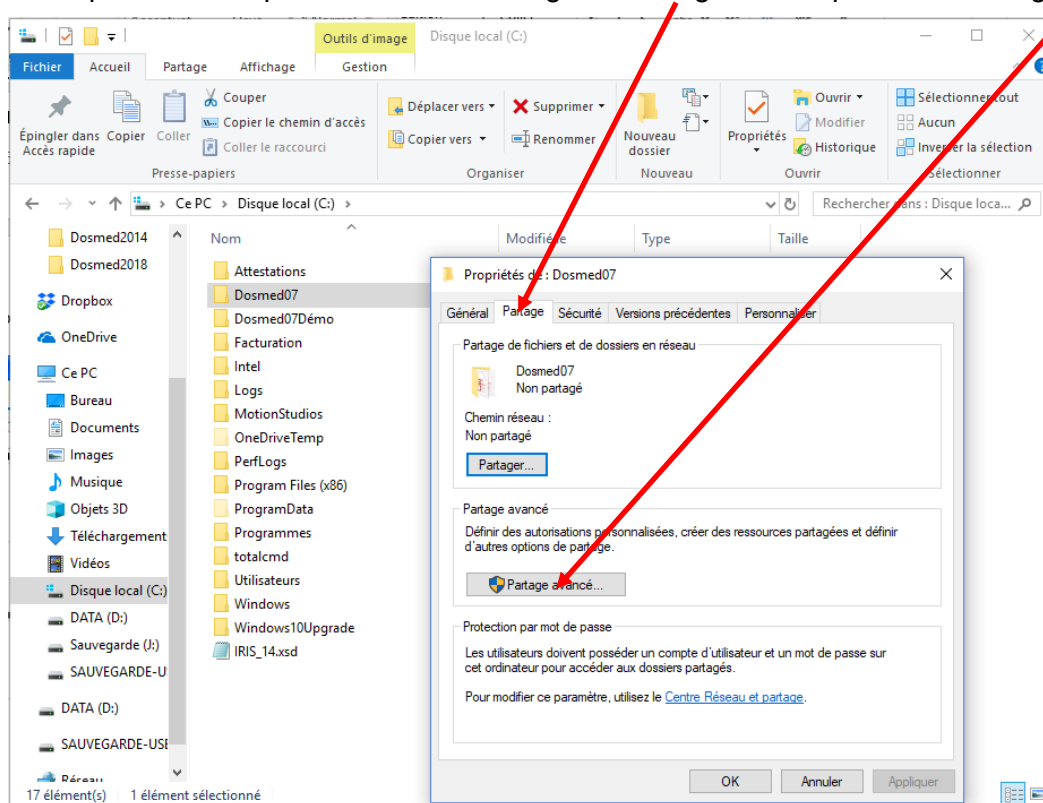 Outils d'image Disque local (C:)
Fichier Accueil Partage Affichage Gestion
Épingler dans Accès rapide
Copier
Coller
Couper
Copier le chemin d'accès
Coller le raccourci
Presse-papiers
Déplacer vers
Copier vers
Supprimer
Renommer
Organiser
Nouveau dossier
Nouveau
Propriétés
Ouvrir
Modifier
Historique
Ouvrir
Sélectionner tout
Aucun
Inverser la sélection
Sélectionner
Ce PC > Disque local (C:) >
Rechercher dans : Disque loca...
Dosmed2014
Dosmed2018
Dropbox
OneDrive
Ce PC
Bureau
Documents
Images
Musique
Objets 3D
Téléchargement
Vidéos
Disque local (C:)
DATA (D:)
Sauvegarde (J:)
SAUVEGARDE-U
DATA (D:)
SAUVEGARDE-USE
Réseau
Nom Modifié le Type Taille
Attestations
Dosmed07
Dosmed07Démo
Facturation
Intel
Logs
MotionStudios
OneDriveTemp
PerfLogs
Program Files (x86)
ProgramData
Programmes
totalcmd
Utilisateurs
Windows
Windows10Upgrade
IRIS_14.xsd
Propriétés de : Dosmed07
Général Partage Sécurité Versions précédentes Personnaliser
Partage de fichiers et de dossiers en réseau
Dosmed07
Non partagé
Chemin réseau :
Non partagé
Partager...
Partage avancé
Définir des autorisations personnalisées, créer des ressources partagées et définir
d'autres options de partage.
Partage avancé...
Protection par mot de passe
Les utilisateurs doivent posséder un compte d'utilisateur et un mot de passe sur
cet ordinateur pour accéder aux dossiers partagés.
Pour modifier ce paramètre, utilisez le Centre Réseau et partage.
OK Annuler Appliquer
17 élément(s) 1 élément sélectionné